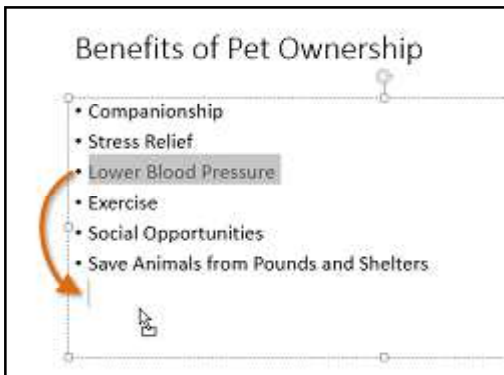 Benefits of Pet Ownership
• Companionship
• Stress Relief
• Lower Blood Pressure
• Exercise
• Social Opportunities
• Save Animals from Pounds and Shelters